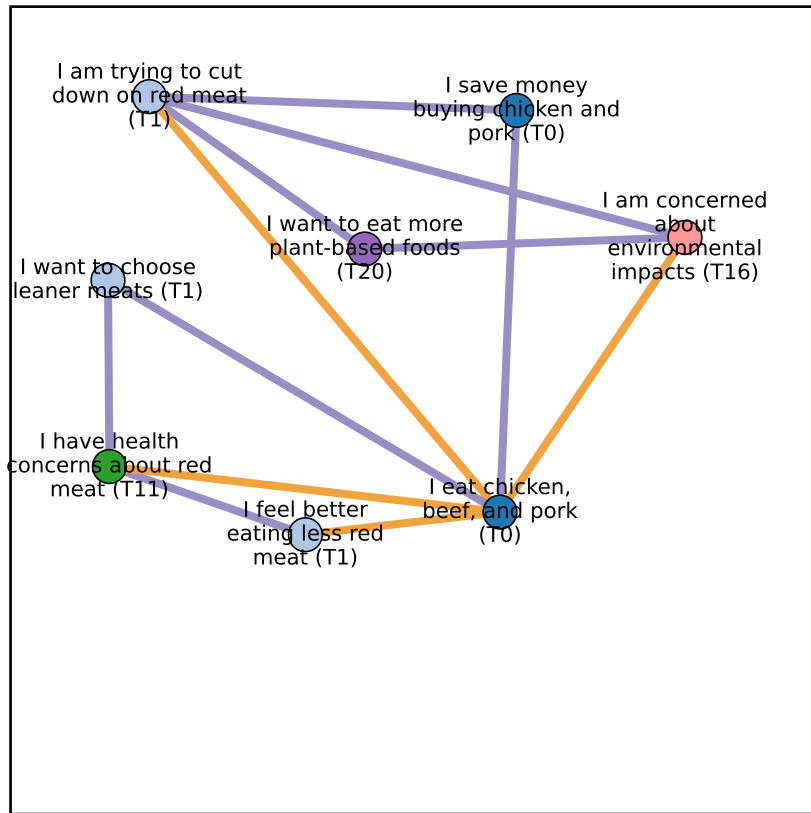 I am trying to cut
down on red meat
(T1)
I save money
buying chicken and
pork (T0)
I am concerned
about
environmental
impacts (T16)
I want to eat more
plant-based foods
(T20)
I want to choose
leaner meats (T1)
I have health
concerns about red
meat (T11)
I eat chicken,
beef, and pork
(T0)
I feel better
eating less red
meat (T1)